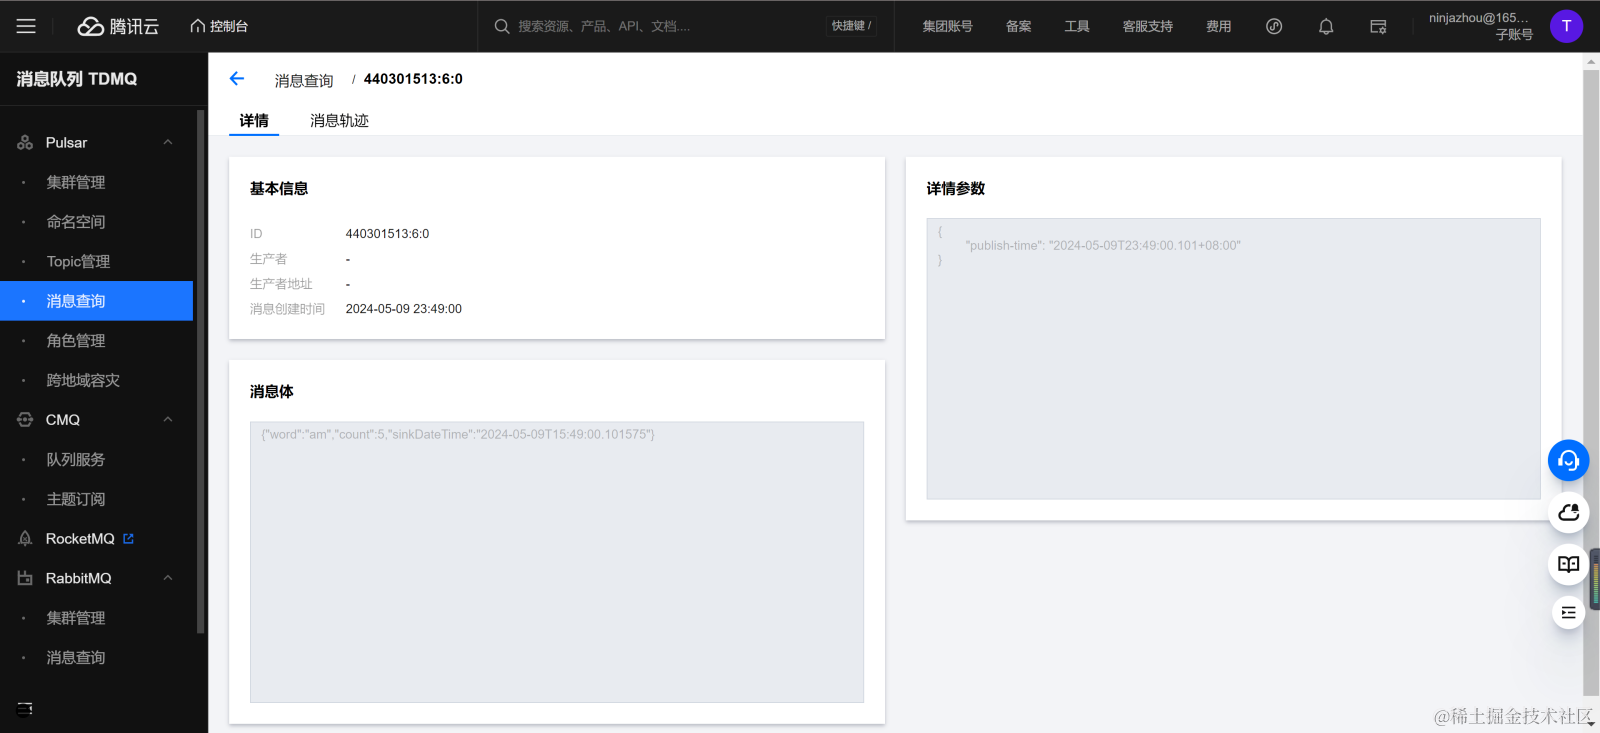 腾讯云
控制台
搜索资源、产品、API、文档....
快捷键 /
集团账号
备案
工具
客服支持
费用
ninjazhou@165...
子账号
T
消息队列 TDMQ
Pulsar
集群管理
命名空间
Topic管理
消息查询
角色管理
跨地域容灾
CMQ
队列服务
主题订阅
RocketMQ
RabbitMQ
集群管理
消息查询
消息查询 / 440301513:6:0
详情
消息轨迹
基本信息
ID 440301513:6:0
生产者 -
生产者地址 -
消息创建时间 2024-05-09 23:49:00
消息体
{"word":"am","count":5,"sinkDateTime":"2024-05-09T15:49:00.101575"}
详情参数
{
"publish-time": "2024-05-09T23:49:00.101+08:00"
}
@稀土掘金技术社区